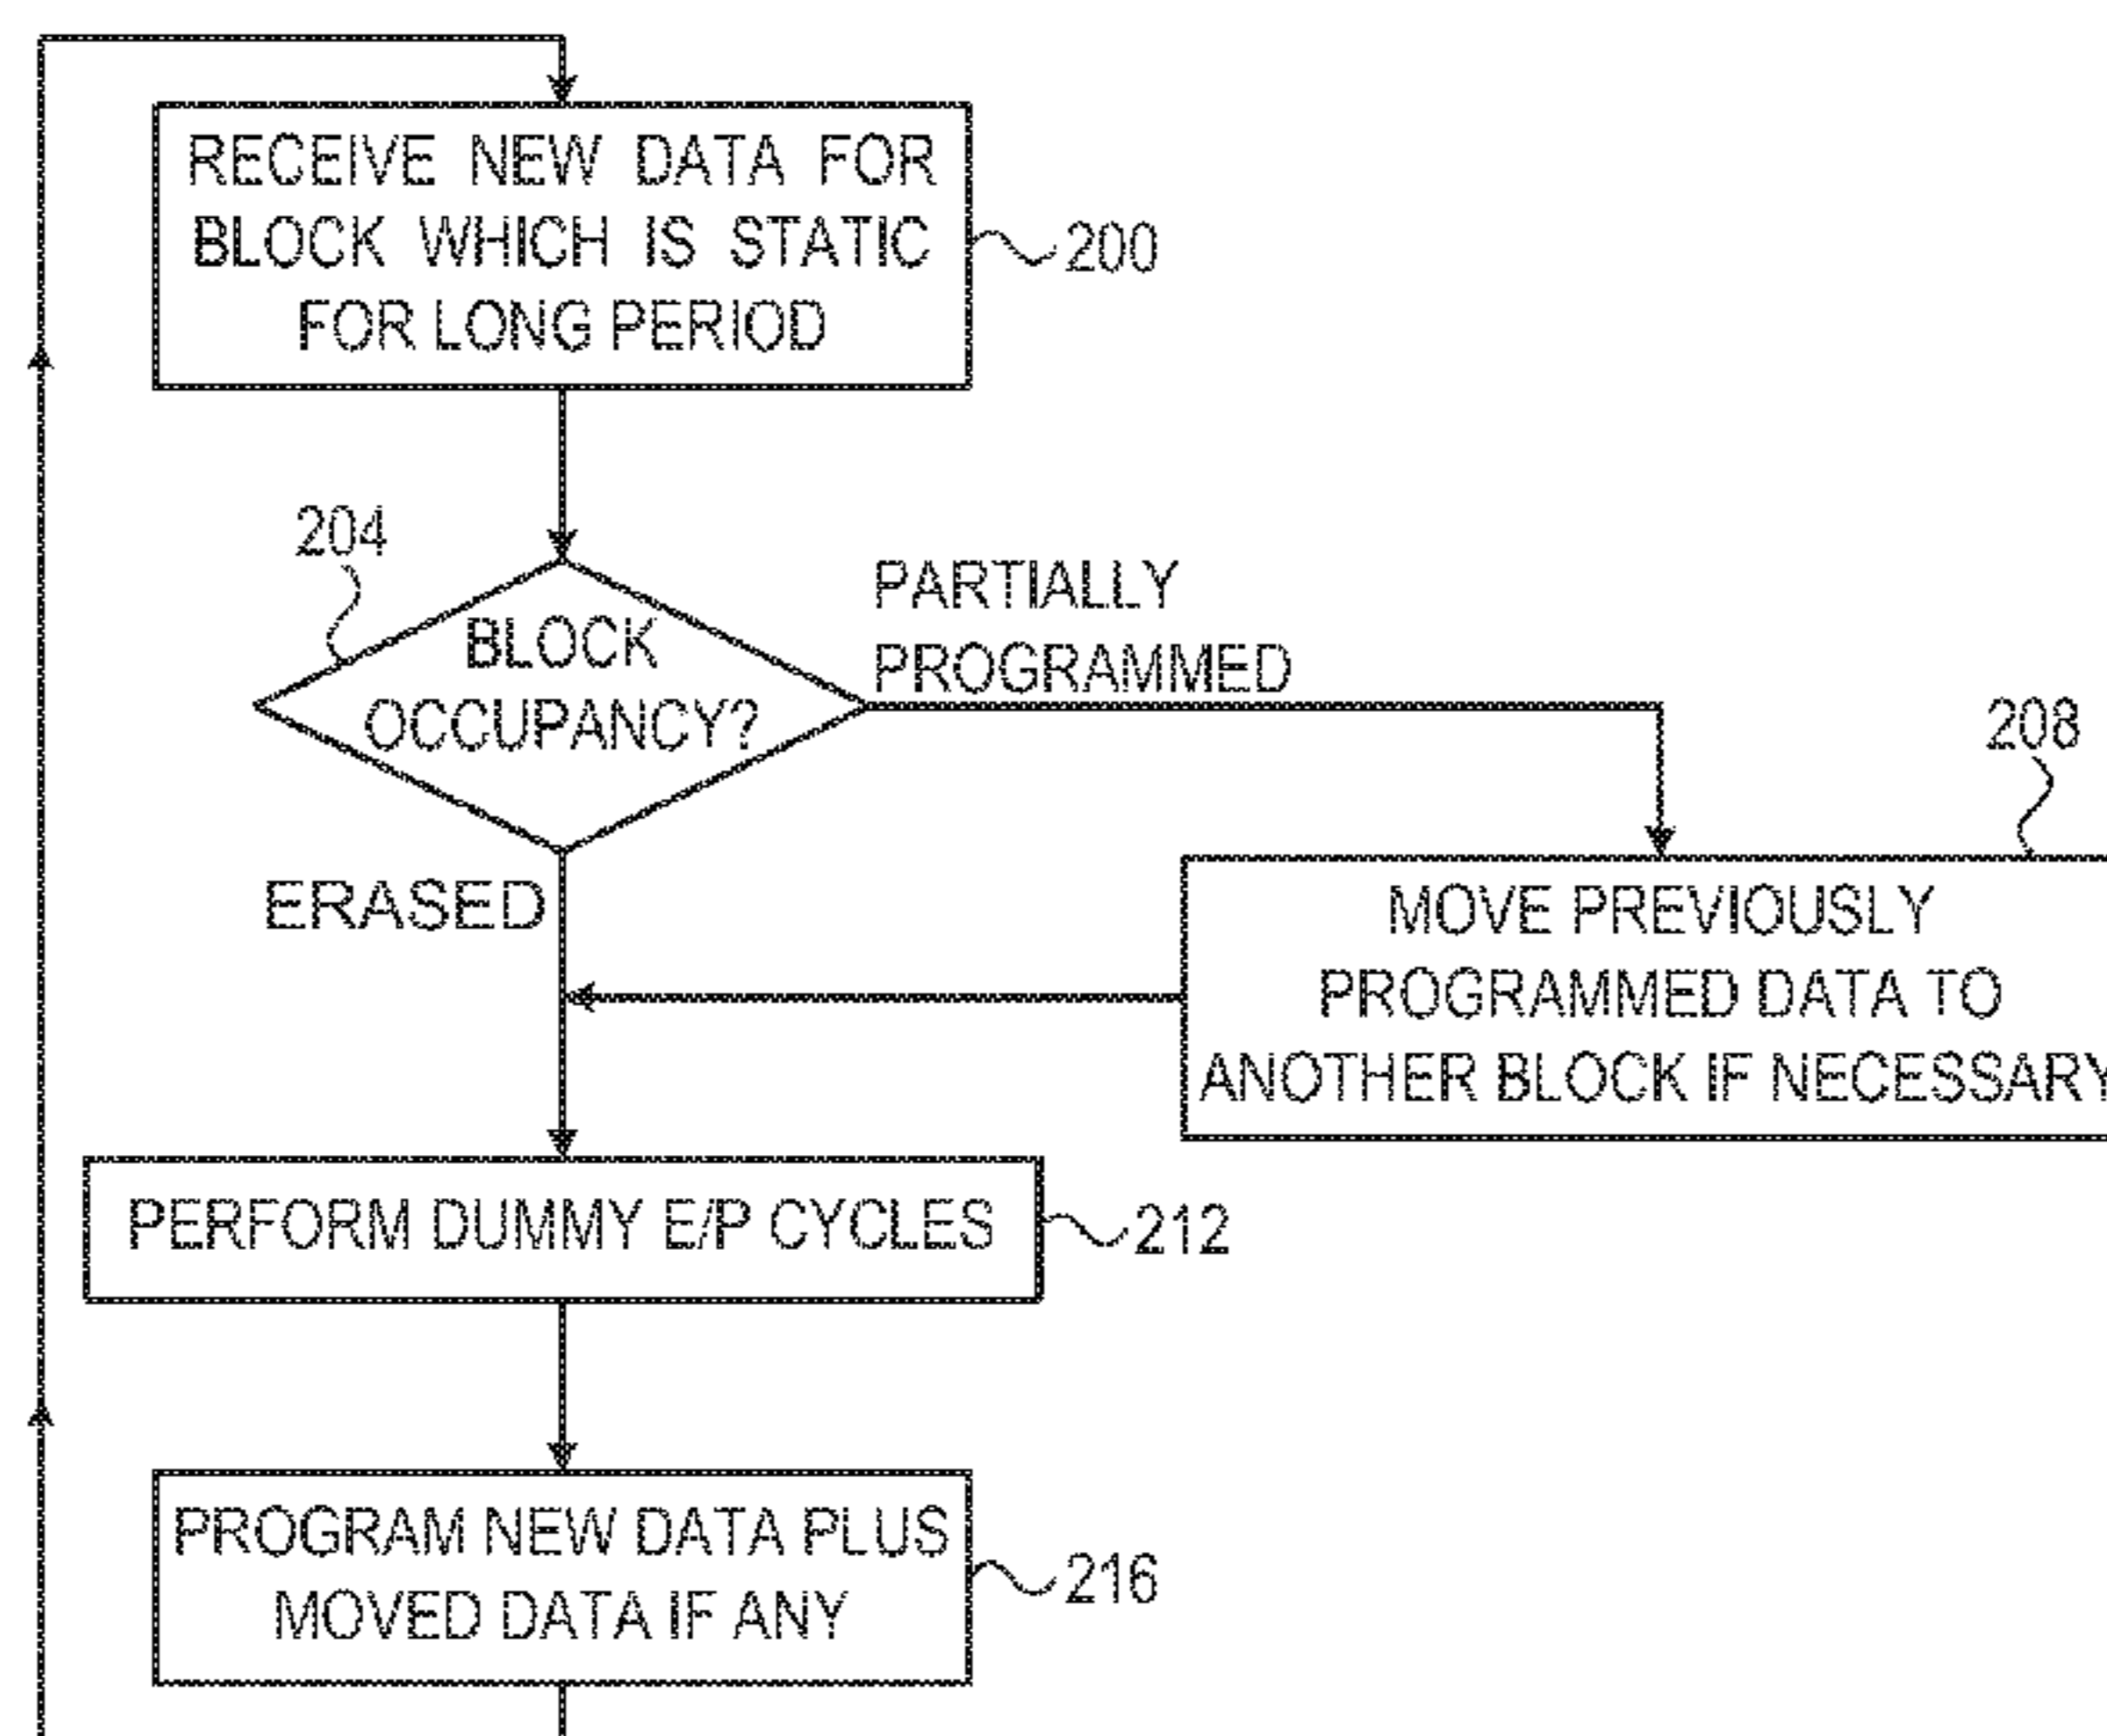 RECEIVE NEW DATA FOR
BLOCK WHICH IS STATIC
FOR LONG PERIOD
200
204
BLOCK
OCCUPANCY?
PARTIALLY
PROGRAMMED
208
ERASED
MOVE PREVIOUSLY
PROGRAMMED DATA TO
ANOTHER BLOCK IF NECESSARY
PERFORM DUMMY E/P CYCLES
212
PROGRAM NEW DATA PLUS
MOVED DATA IF ANY
216